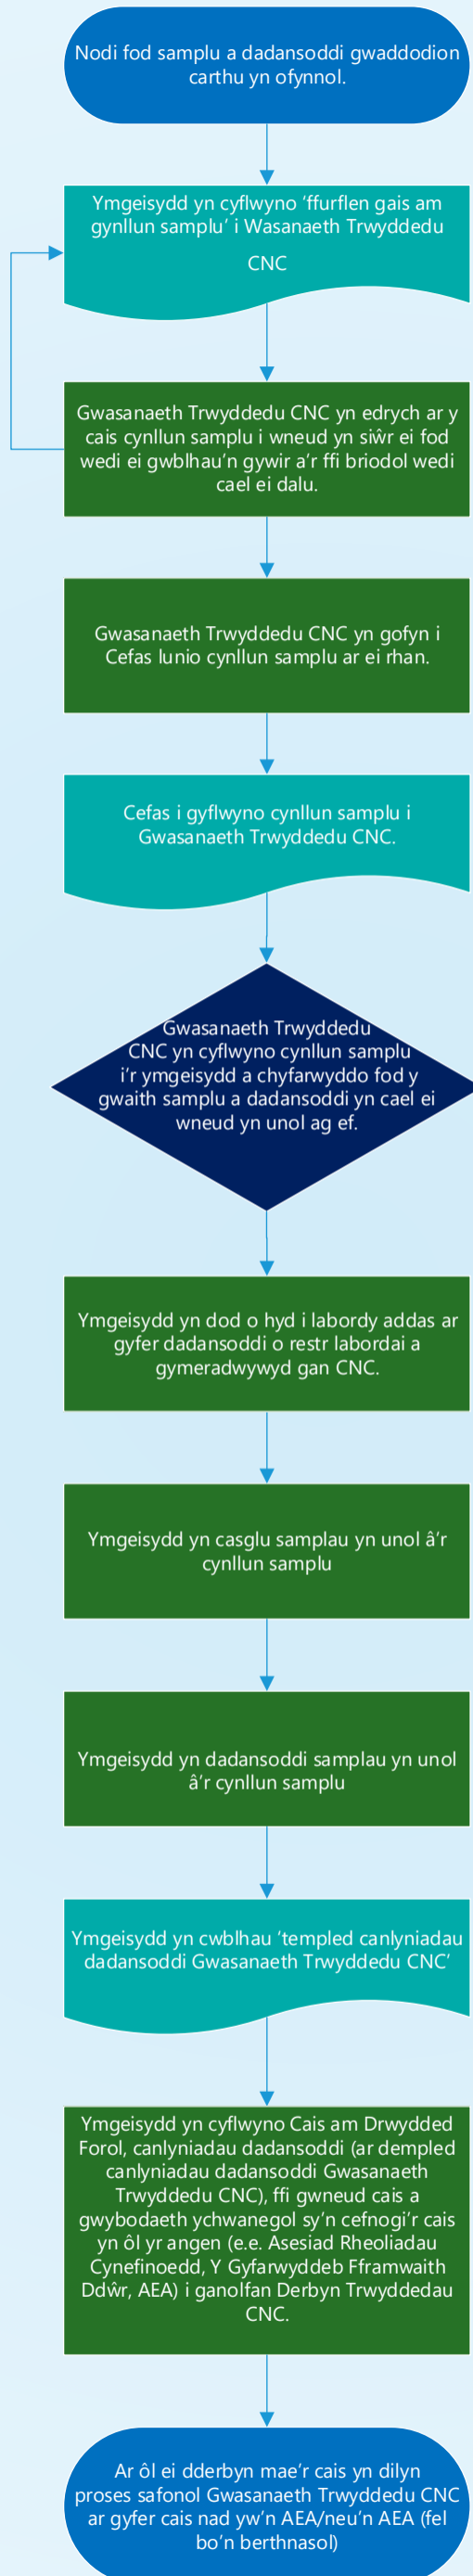 Nodi fod samplu a dadansoddi gwaddodion
carthu yn ofynnol.
Ymgeisydd yn cyflwyno ‘ffurflen gais am
gynllun samplu’ i Wasanaeth Trwyddedu
CNC
Gwasanaeth Trwyddedu CNC yn edrych ar y
cais cynllun samplu i wneud yn siŵr ei fod
wedi ei gwblhau’n gywir a’r ffi briodol wedi
cael ei dalu.
Gwasanaeth Trwyddedu CNC yn gofyn i
Cefas lunio cynllun samplu ar ei rhan.
Cefas i gyflwyno cynllun samplu i
Gwasanaeth Trwyddedu CNC.
Gwasanaeth Trwyddedu
CNC yn cyflwyno cynllun samplu
i’r ymgeisydd a chyfarwyddo fod y
gwaith samplu a dadansoddi yn cael ei
wneud yn unol ag ef.
Ymgeisydd yn dod o hyd i labordy addas ar
gyfer dadansoddi o restr labordai a
gymeradwywyd gan CNC.
Ymgeisydd yn casglu samplau yn unol â’r
cynllun samplu
Ymgeisydd yn dadansoddi samplau yn unol
â’r cynllun samplu
Ymgeisydd yn cwblhau ‘templed canlyniadau
dadansoddi Gwasanaeth Trwyddedu CNC’
Ymgeisydd yn cyflwyno Cais am Drwydded
Forol, canlyniadau dadansoddi (ar dempled
canlyniadau dadansoddi Gwasanaeth
Trwyddedu CNC), ffi gwneud cais a
gwybodaeth ychwanegol sy’n cefnogi’r cais
yn ôl yr angen (e.e. Asesiad Rheoliadau
Cynefinoedd, Y Gyfarwyddeb Fframwaith
Ddŵr, AEA) i ganolfan Derbyn Trwyddedau
CNC.
Ar ôl ei dderbyn mae’r cais yn dilyn
proses safonol Gwasanaeth Trwyddedu CNC
ar gyfer cais nad yw’n AEA/neu’n AEA (fel
bo’n berthnasol)